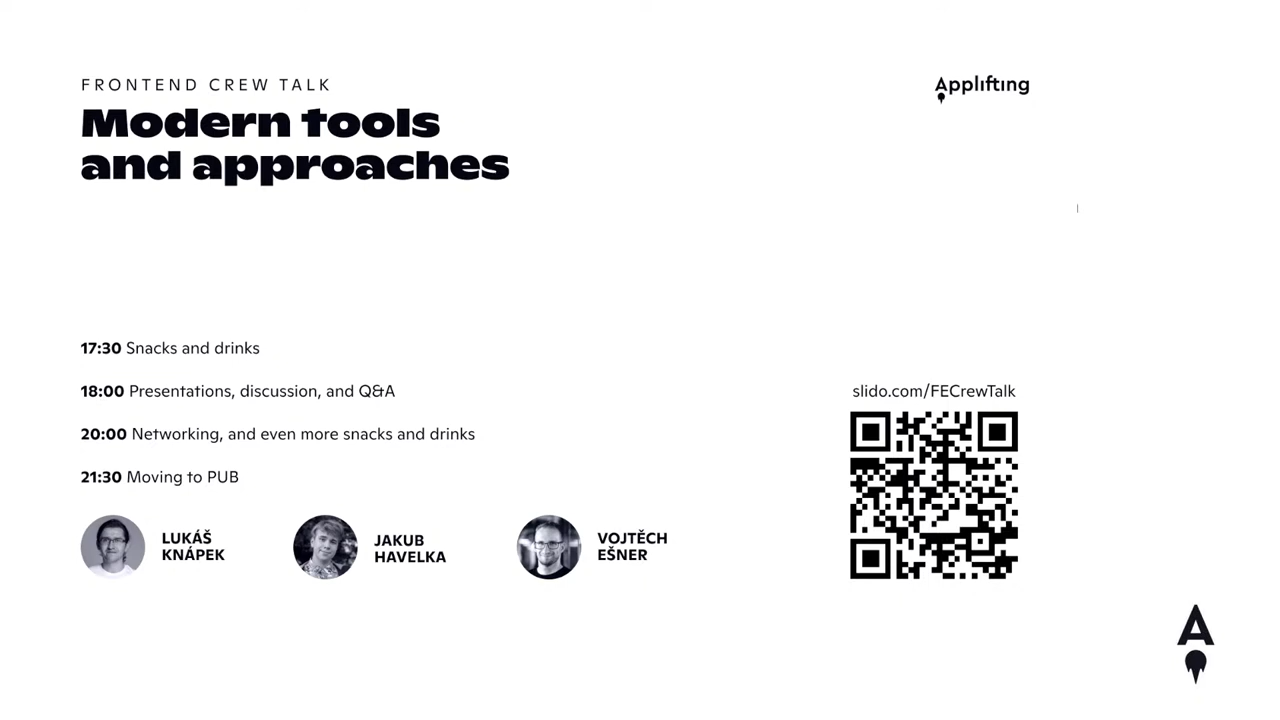 FRONTEND CREW TALK
Modern tools
and approaches
Applifting
17:30 Snacks and drinks
18:00 Presentations, discussion, and Q&A
20:00 Networking, and even more snacks and drinks
21:30 Moving to PUB
slido.com/FECrewTalk
LUKÁŠ
KNÁPEK
JAKUB
HAVELKA
VOJTĚCH
EŠNER
A